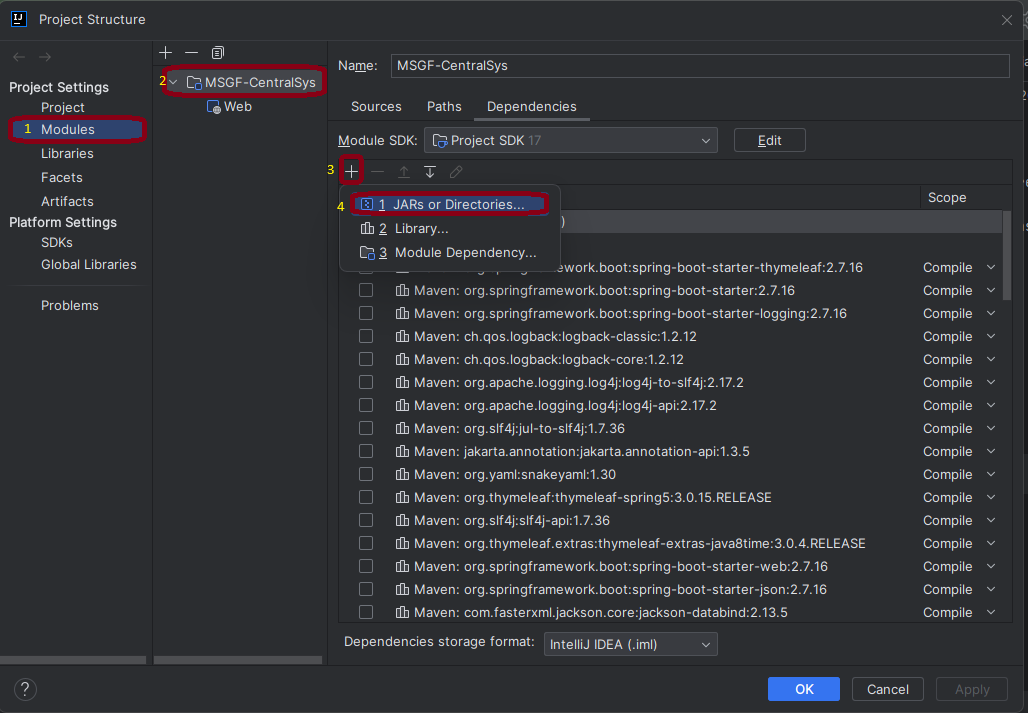 IJ Project Structure
Project Settings
Project
1 Modules
Libraries
Facets
Artifacts
Platform Settings
SDKs
Global Libraries
Problems
2 MSGF-CentralSys
Web
Name: MSGF-CentralSys
Sources Paths Dependencies
Module SDK: Project SDK 17 Edit
3
4 1 JARs or Directories...
2 Library...
3 Module Dependency...
Scope
)
Maven: org.springframework.boot:spring-boot-starter-thymeleaf:2.7.16 Compile
Maven: org.springframework.boot:spring-boot-starter:2.7.16 Compile
Maven: org.springframework.boot:spring-boot-starter-logging:2.7.16 Compile
Maven: ch.qos.logback:logback-classic:1.2.12 Compile
Maven: ch.qos.logback:logback-core:1.2.12 Compile
Maven: org.apache.logging.log4j:log4j-to-slf4j:2.17.2 Compile
Maven: org.apache.logging.log4j:log4j-api:2.17.2 Compile
Maven: org.slf4j:jul-to-slf4j:1.7.36 Compile
Maven: jakarta.annotation:jakarta.annotation-api:1.3.5 Compile
Maven: org.yaml:snakeyaml:1.30 Compile
Maven: org.thymeleaf:thymeleaf-spring5:3.0.15.RELEASE Compile
Maven: org.slf4j:slf4j-api:1.7.36 Compile
Maven: org.thymeleaf.extras:thymeleaf-extras-java8time:3.0.4.RELEASE Compile
Maven: org.springframework.boot:spring-boot-starter-web:2.7.16 Compile
Maven: org.springframework.boot:spring-boot-starter-json:2.7.16 Compile
Maven: com.fasterxml.jackson.core:jackson-databind:2.13.5 Compile
Dependencies storage format: IntelliJ IDEA (.iml)
? OK Cancel Apply